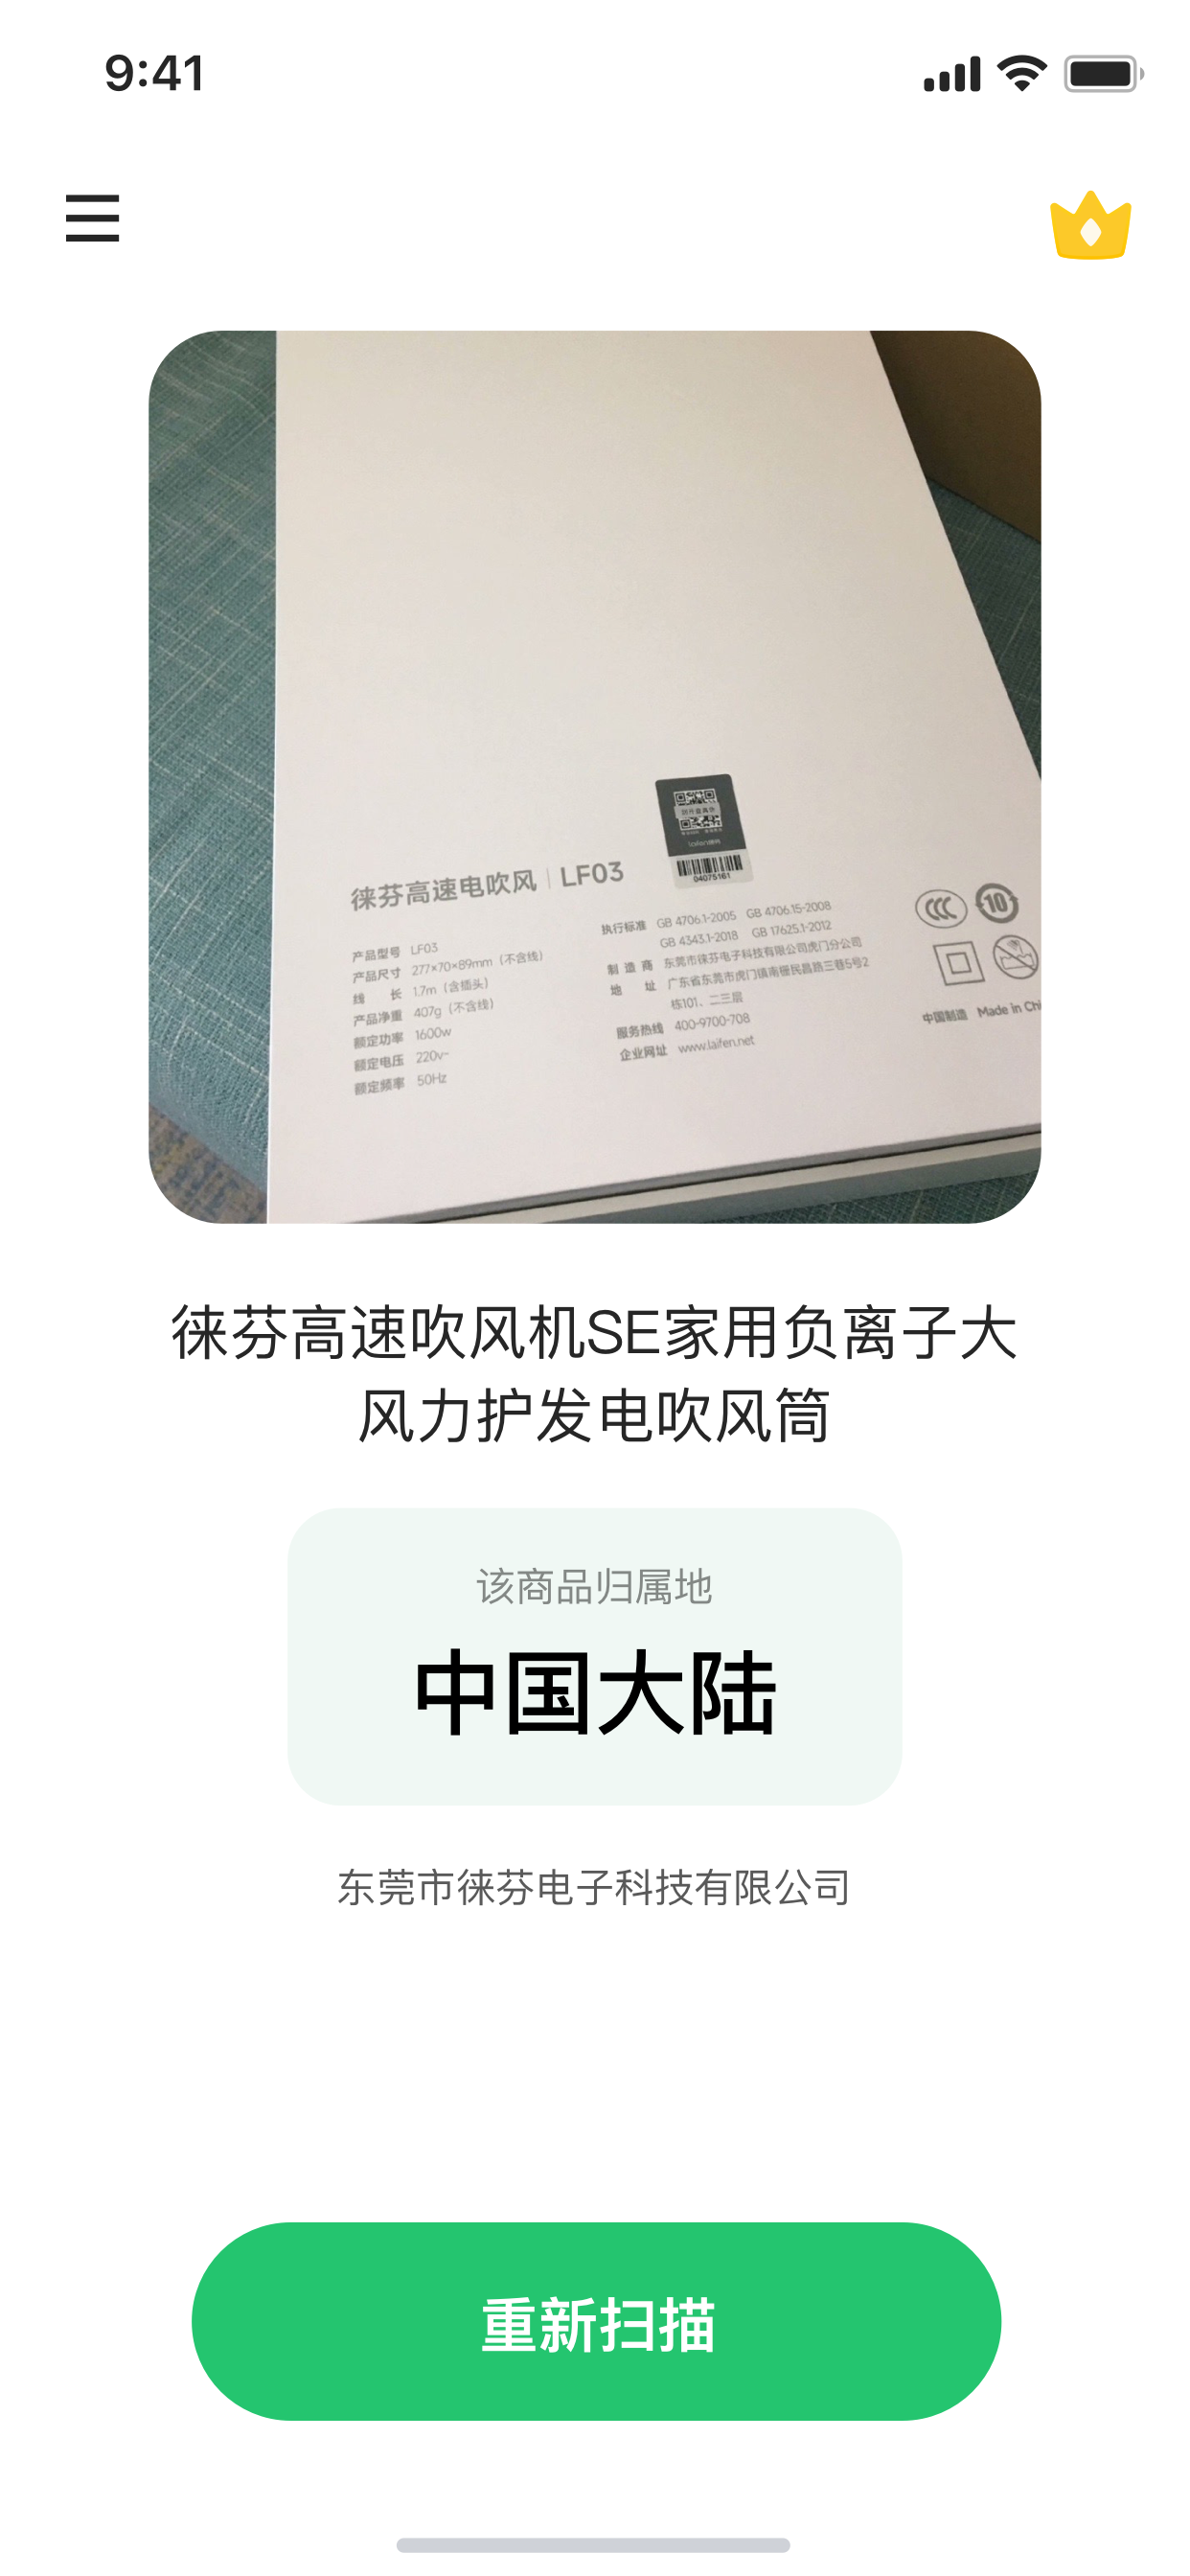 9:41
徕芬高速电吹风 | LF03
04075161
产品型号 LF03
产品尺寸 277×70×89mm（不含线）
线 长 1.7m（含插头）
产品净重 407g（不含线）
额定功率 1600w
额定电压 220v~
额定频率 50Hz
执行标准 GB 4706.1-2005 GB 4706.15-2008
GB 4343.1-2018 GB 17625.1-2012
制 造 商 东莞市徕芬电子科技有限公司虎门分公司
地 址 广东省东莞市虎门镇南栅民昌路三巷5号2
栋101、二三层
服务热线 400-9700-708
企业网址 www.laifen.net
CCC
10
中国制造 Made in Chi
徕芬高速吹风机SE家用负离子大
风力护发电吹风筒
该商品归属地
中国大陆
东莞市徕芬电子科技有限公司
重新扫描